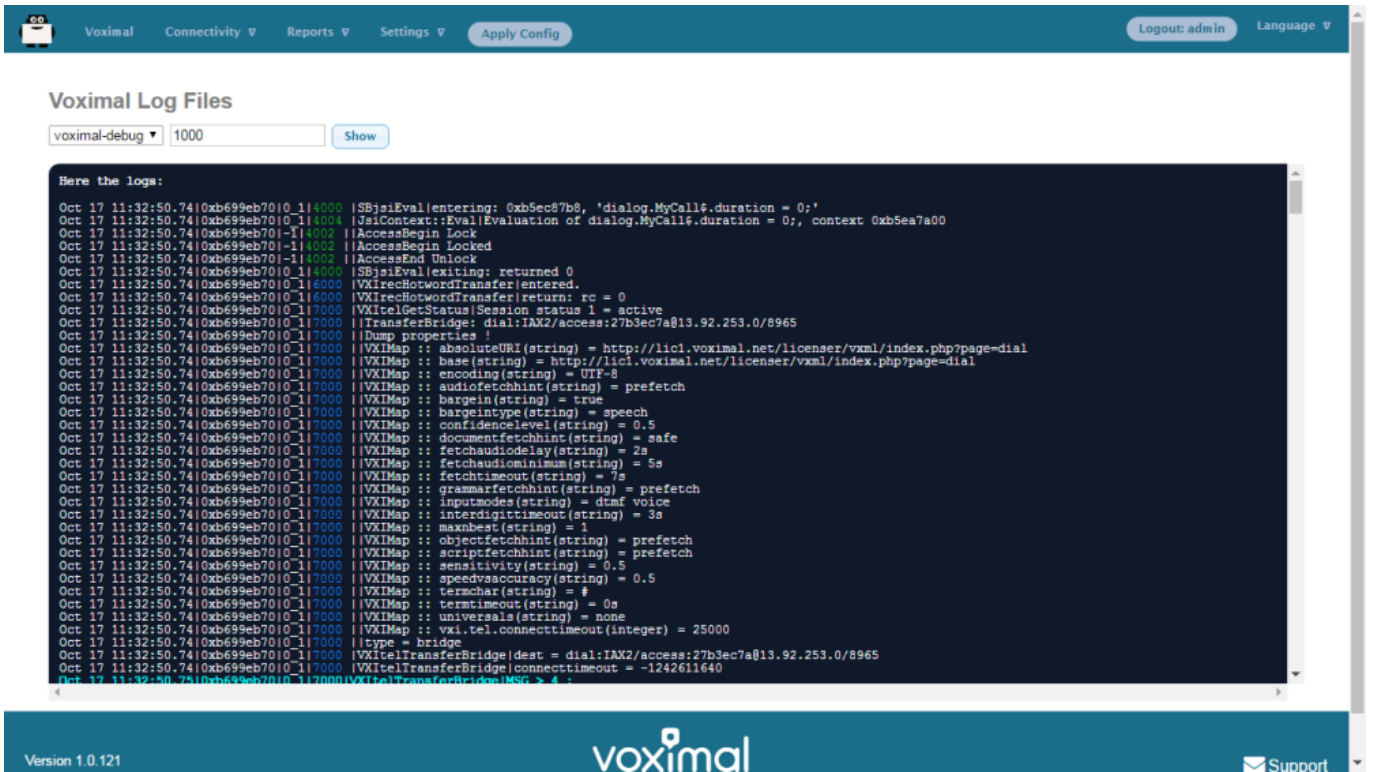 Voximal Connectivity ∇ Reports ∇ Settings ∇ Apply Config Logout: admin Language ∇
Voximal Log Files
voximal-debug ▼ 1000 Show
Here the logs:
Oct 17 11:32:50.74|0xb699eb70|0_1|4000 |SBjsiEval|entering: 0xb5ec87b8, 'dialog.MyCall$.duration = 0;'
Oct 17 11:32:50.74|0xb699eb70|0_1|4004 |JsiContext::Eval|Evaluation of dialog.MyCall$.duration = 0;, context 0xb5ea7a00
Oct 17 11:32:50.74|0xb699eb70|-1|4002 ||AccessBegin Lock
Oct 17 11:32:50.74|0xb699eb70|-1|4002 ||AccessBegin Locked
Oct 17 11:32:50.74|0xb699eb70|-1|4002 ||AccessEnd Unlock
Oct 17 11:32:50.74|0xb699eb70|0_1|4000 |SBjsiEval|exiting: returned 0
Oct 17 11:32:50.74|0xb699eb70|0_1|6000 |VXIrecHotwordTransfer|entered.
Oct 17 11:32:50.74|0xb699eb70|0_1|6000 |VXIrecHotwordTransfer|return: rc = 0
Oct 17 11:32:50.74|0xb699eb70|0_1|7000 |VXItelGetStatus|Session status 1 = active
Oct 17 11:32:50.74|0xb699eb70|0_1|7000 ||TransferBridge: dial:IAX2/access:27b3ec7a@13.92.253.0/8965
Oct 17 11:32:50.74|0xb699eb70|0_1|7000 ||Dump properties !
Oct 17 11:32:50.74|0xb699eb70|0_1|7000 ||VXIMap :: absoluteURI(string) = http://lic1.voximal.net/licenser/vxml/index.php?page=dial
Oct 17 11:32:50.74|0xb699eb70|0_1|7000 ||VXIMap :: base(string) = http://lic1.voximal.net/licenser/vxml/index.php?page=dial
Oct 17 11:32:50.74|0xb699eb70|0_1|7000 ||VXIMap :: encoding(string) = UTF-8
Oct 17 11:32:50.74|0xb699eb70|0_1|7000 ||VXIMap :: audiofetchhint(string) = prefetch
Oct 17 11:32:50.74|0xb699eb70|0_1|7000 ||VXIMap :: bargein(string) = true
Oct 17 11:32:50.74|0xb699eb70|0_1|7000 ||VXIMap :: bargeintype(string) = speech
Oct 17 11:32:50.74|0xb699eb70|0_1|7000 ||VXIMap :: confidencelevel(string) = 0.5
Oct 17 11:32:50.74|0xb699eb70|0_1|7000 ||VXIMap :: documentfetchhint(string) = safe
Oct 17 11:32:50.74|0xb699eb70|0_1|7000 ||VXIMap :: fetchaudiodelay(string) = 2s
Oct 17 11:32:50.74|0xb699eb70|0_1|7000 ||VXIMap :: fetchaudiominimum(string) = 5s
Oct 17 11:32:50.74|0xb699eb70|0_1|7000 ||VXIMap :: fetchtimeout(string) = 7s
Oct 17 11:32:50.74|0xb699eb70|0_1|7000 ||VXIMap :: grammarfetchhint(string) = prefetch
Oct 17 11:32:50.74|0xb699eb70|0_1|7000 ||VXIMap :: inputmodes(string) = dtmf voice
Oct 17 11:32:50.74|0xb699eb70|0_1|7000 ||VXIMap :: interdigittimeout(string) = 3s
Oct 17 11:32:50.74|0xb699eb70|0_1|7000 ||VXIMap :: maxnbest(string) = 1
Oct 17 11:32:50.74|0xb699eb70|0_1|7000 ||VXIMap :: objectfetchhint(string) = prefetch
Oct 17 11:32:50.74|0xb699eb70|0_1|7000 ||VXIMap :: scriptfetchhint(string) = prefetch
Oct 17 11:32:50.74|0xb699eb70|0_1|7000 ||VXIMap :: sensitivity(string) = 0.5
Oct 17 11:32:50.74|0xb699eb70|0_1|7000 ||VXIMap :: speedvsaccuracy(string) = 0.5
Oct 17 11:32:50.74|0xb699eb70|0_1|7000 ||VXIMap :: termchar(string) = #
Oct 17 11:32:50.74|0xb699eb70|0_1|7000 ||VXIMap :: termtimeout(string) = 0s
Oct 17 11:32:50.74|0xb699eb70|0_1|7000 ||VXIMap :: universals(string) = none
Oct 17 11:32:50.74|0xb699eb70|0_1|7000 ||VXIMap :: vxi.tel.connecttimeout(integer) = 25000
Oct 17 11:32:50.74|0xb699eb70|0_1|7000 ||type = bridge
Oct 17 11:32:50.74|0xb699eb70|0_1|7000 |VXItelTransferBridge|dest = dial:IAX2/access:27b3ec7a@13.92.253.0/8965
Oct 17 11:32:50.74|0xb699eb70|0_1|7000 |VXItelTransferBridge|connecttimeout = -1242611640
Oct 17 11:32:50.75|0xb699eb70|0_1|7000|VXItelTransferBridge|MSG > 4 :
Version 1.0.121 voximal Support